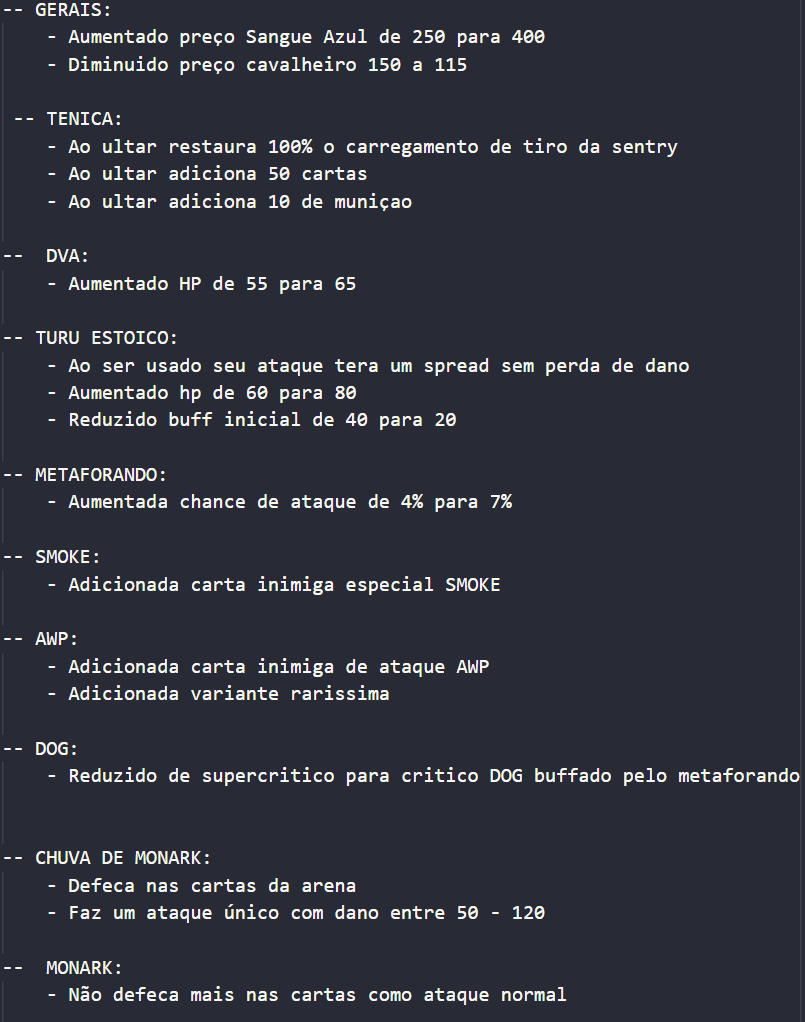 -- GERAIS:
- Aumentado preço Sangue Azul de 250 para 400
- Diminuido preço cavalheiro 150 a 115
-- TENICA:
- Ao ultar restaura 100% o carregamento de tiro da sentry
- Ao ultar adiciona 50 cartas
- Ao ultar adiciona 10 de muniçao
-- DVA:
- Aumentado HP de 55 para 65
-- TURU ESTOICO:
- Ao ser usado seu ataque tera um spread sem perda de dano
- Aumentado hp de 60 para 80
- Reduzido buff inicial de 40 para 20
-- METAFORANDO:
- Aumentada chance de ataque de 4% para 7%
-- SMOKE:
- Adicionada carta inimiga especial SMOKE
-- AWP:
- Adicionada carta inimiga de ataque AWP
- Adicionada variante rarissima
-- DOG:
- Reduzido de supercritico para critico DOG buffado pelo metaforando
-- CHUVA DE MONARK:
- Defeca nas cartas da arena
- Faz um ataque único com dano entre 50 - 120
-- MONARK:
- Não defeca mais nas cartas como ataque normal